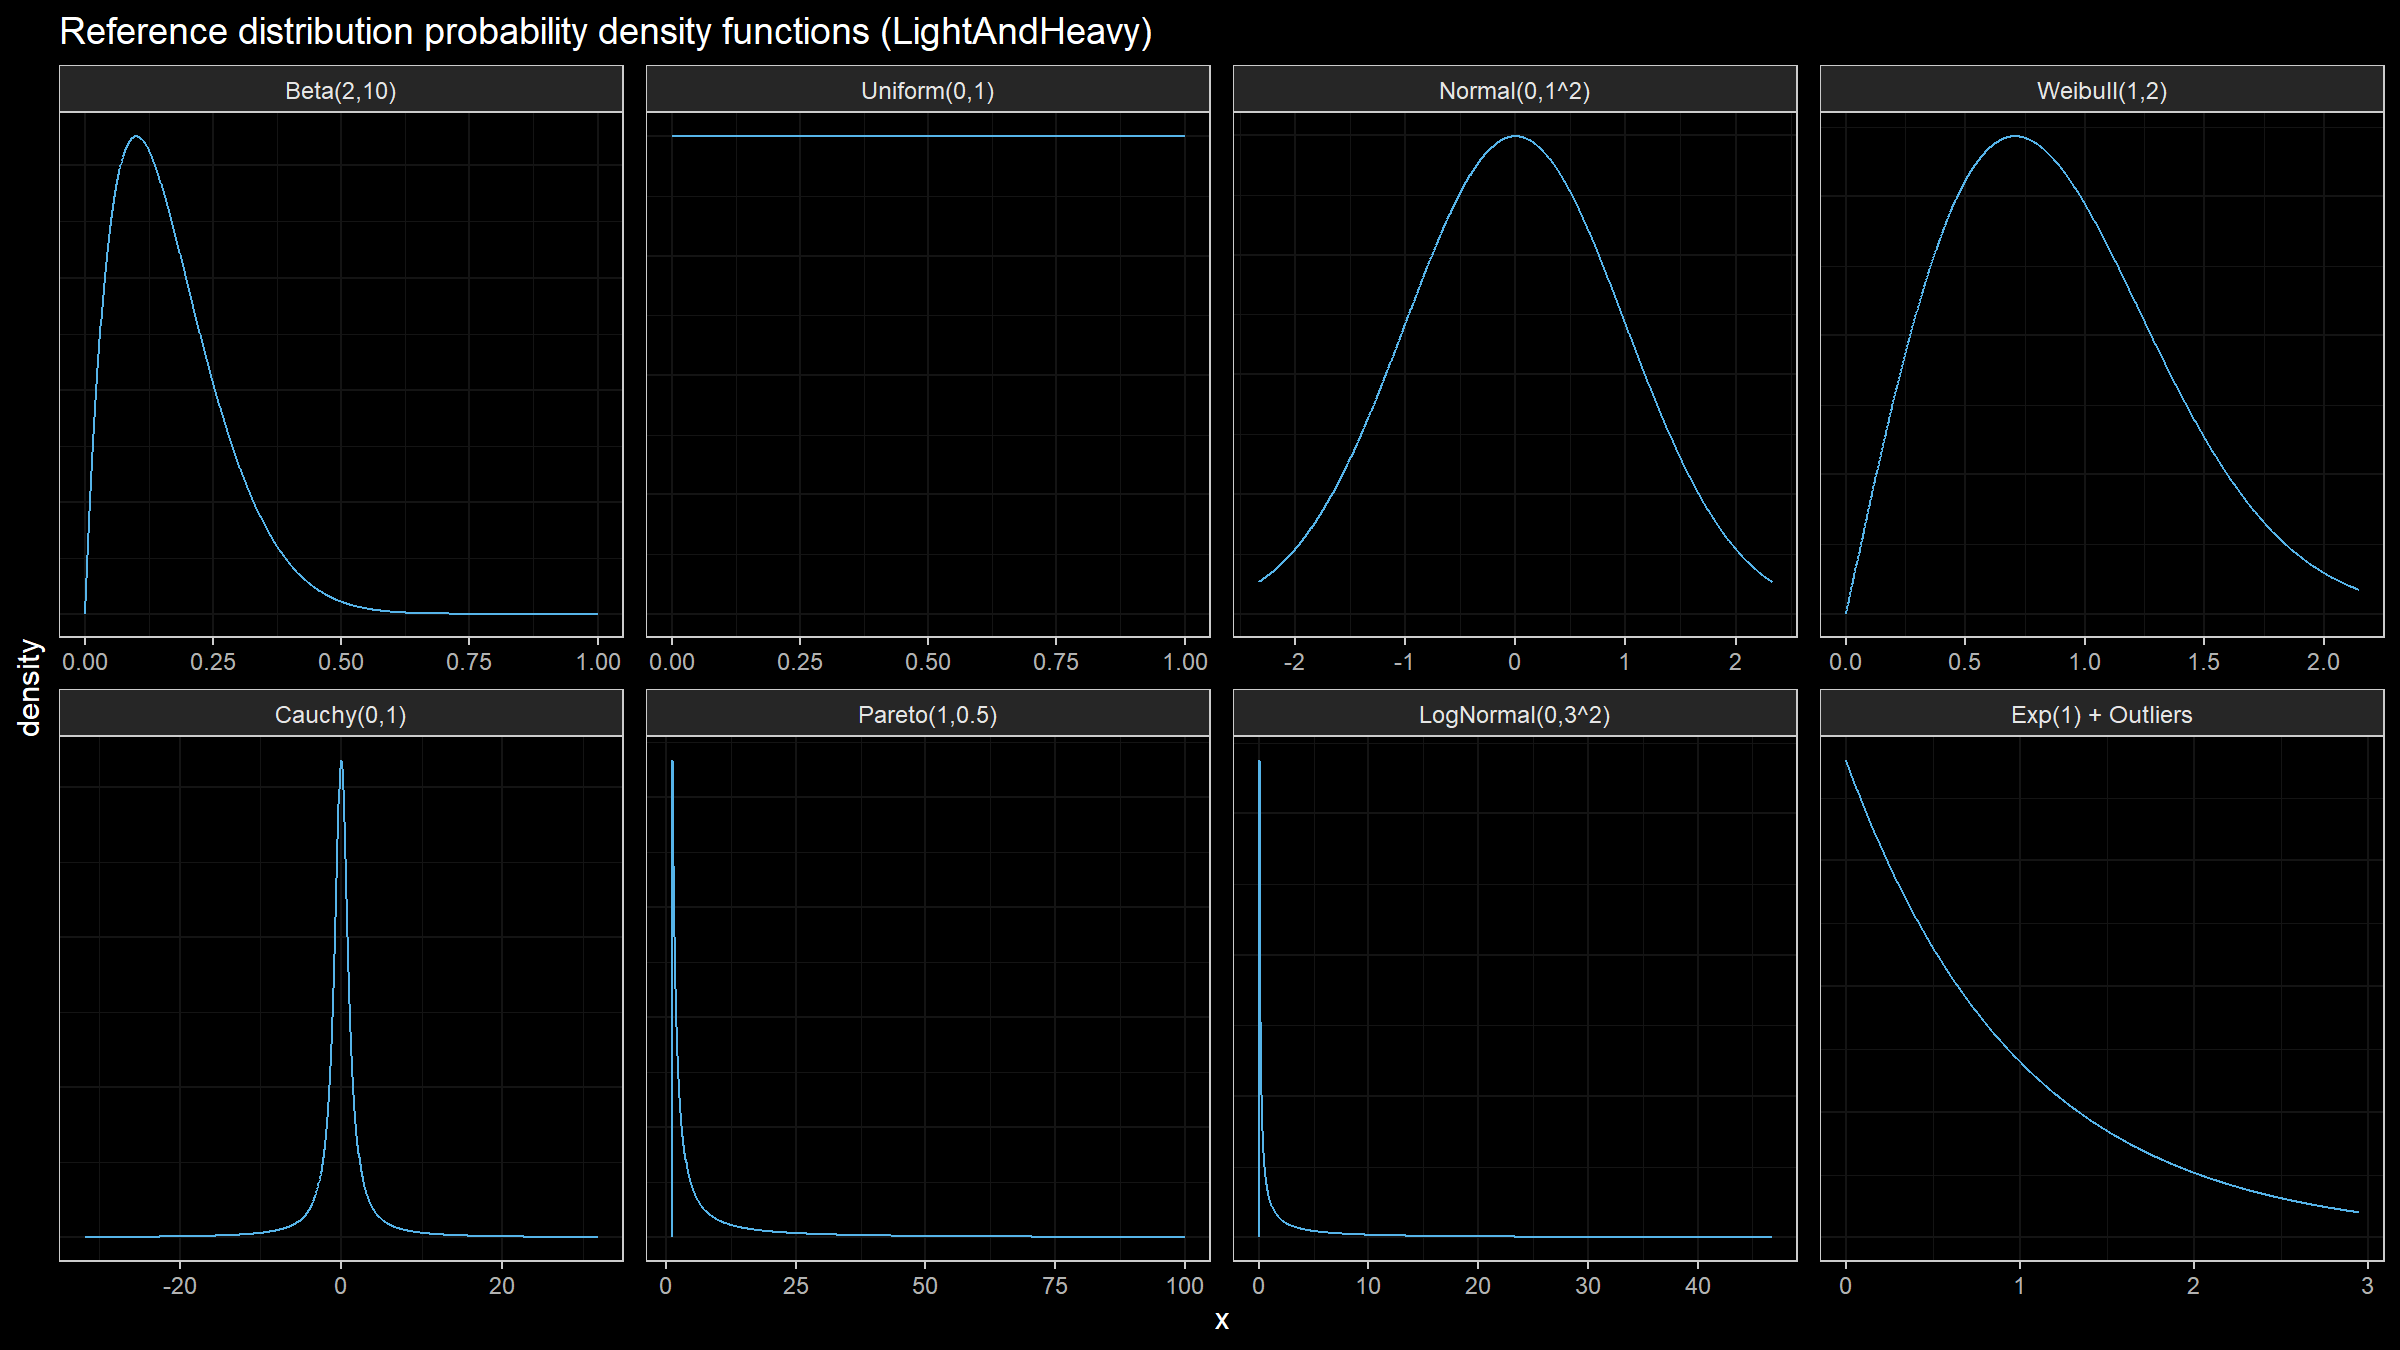 Reference distribution probability density functions (LightAndHeavy)
Beta(2,10) Uniform(0,1) Normal(0,1^2) Weibull(1,2)
0.00 0.25 0.50 0.75 1.00 0.00 0.25 0.50 0.75 1.00 -2 -1 0 1 2 0.0 0.5 1.0 1.5 2.0
density
Cauchy(0,1) Pareto(1,0.5) LogNormal(0,3^2) Exp(1) + Outliers
-20 0 20 0 25 50 75 100 0 10 20 30 40 0 1 2 3
x